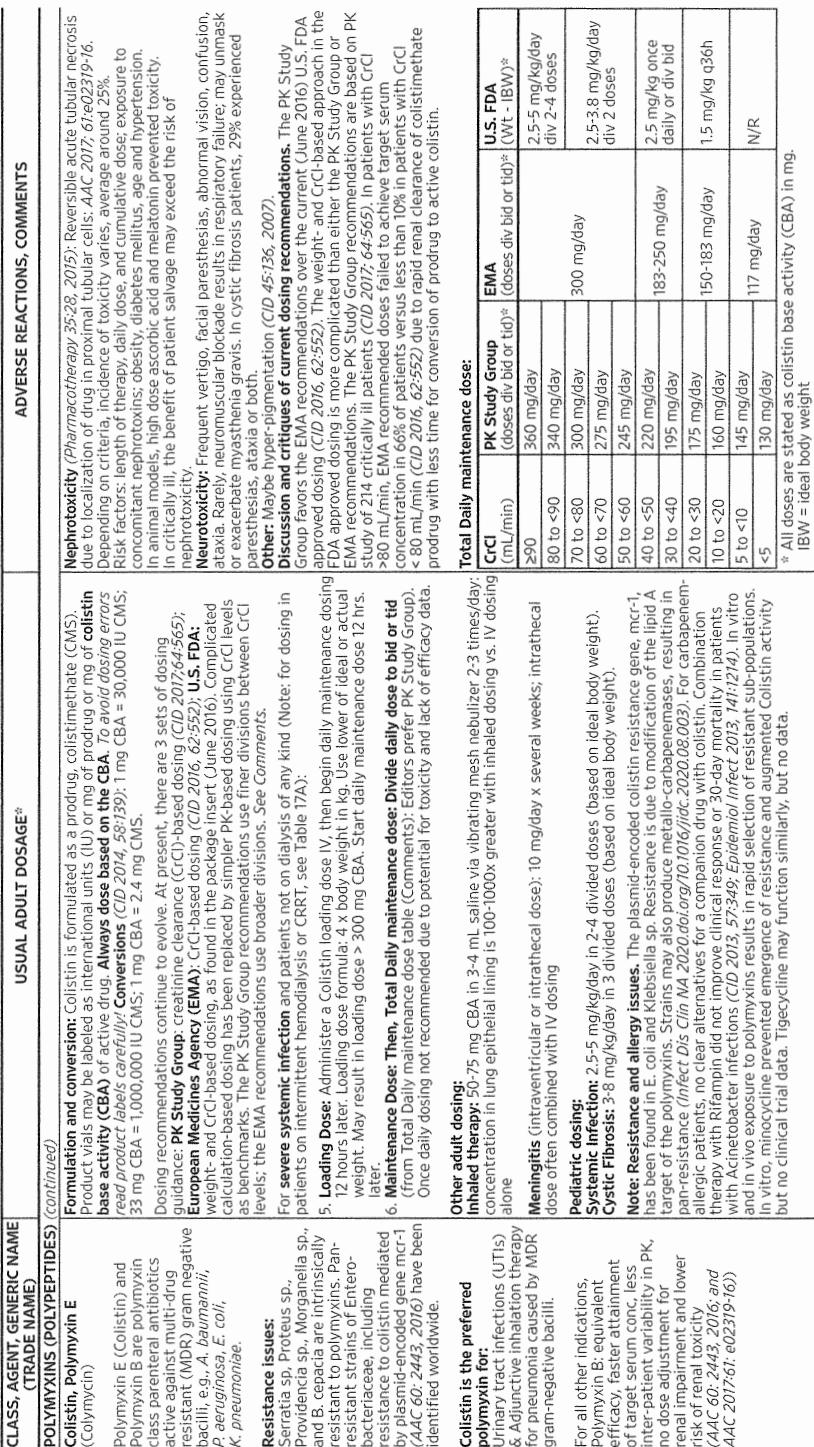 CLASS, AGENT, GENERIC NAME
(TRADE NAME)
USUAL ADULT DOSAGE*
ADVERSE REACTIONS, COMMENTS
POLYMYXINS (POLYPEPTIDES) (continued)
Colistin, Polymyxin E
(Colymycin)
Polymyxin E (Colistin) and
Polymyxin B are polymyxin
class parenteral antibiotics
active against multi-drug
resistant (MDR) gram negative
bacilli, e.g., A. baumannii,
P. aeruginosa, E. coli,
K. pneumoniae.
Resistance issues:
Serratia sp., Proteus sp.,
Providencia sp., Morganella sp.,
and B. cepacia are intrinsically
resistant to polymyxins. Pan-
resistant strains of Entero-
bacteriaceae, including
resistance to colistin mediated
by plasmid-encoded gene mcr-1
(AAC 60: 2443, 2016) have been
identified worldwide.
Colistin is the preferred
polymyxin for:
Urinary tract infections (UTIs)
& Adjunctive inhalation therapy
for pneumonia caused by MDR
gram-negative bacilli.
For all other indications,
Polymyxin B: equivalent
efficacy, faster attainment
of target serum conc, less
inter-patient variability in PK,
no dose adjustment for
renal impairment and lower
risk of renal toxicity
(AAC 60: 2443, 2016; and
AAC 2017:61: e02319-16))
Formulation and conversion: Colistin is formulated as a prodrug, colistimethate (CMS).
Product vials may be labeled as international units (IU) or mg of prodrug or mg of colistin
base activity (CBA) of active drug. Always dose based on the CBA. To avoid dosing errors
read product labels carefully! Conversions (CID 2014, 58:139): 1 mg CBA = 30,000 IU CMS;
33 mg CBA = 1,000,000 IU CMS; 1 mg CBA = 2.4 mg CMS.
Dosing recommendations continue to evolve. At present, there are 3 sets of dosing
guidance: PK Study Group: creatinine clearance (CrCl)-based dosing (CID 2017:64:565);
European Medicines Agency (EMA): CrCl-based dosing (CID 2016, 62:552); U.S. FDA:
weight- and CrCl-based dosing, as found in the package insert (June 2016). Complicated
calculation-based dosing has been replaced by simpler PK-based dosing using CrCl levels
as benchmarks. The PK Study Group recommendations use finer divisions between CrCl
levels; the EMA recommendations use broader divisions. See Comments.
For severe systemic infection and patients not on dialysis of any kind (Note: for dosing in
patients on intermittent hemodialysis or CRRT, see Table 17A):
5. Loading Dose: Administer a Colistin loading dose IV, then begin daily maintenance dosing
12 hours later. Loading dose formula: 4 x body weight in kg. Use lower of ideal or actual
weight. May result in loading dose > 300 mg CBA. Start daily maintenance dose 12 hrs.
later.
6. Maintenance Dose: Then, Total Daily maintenance dose: Divide daily dose to bid or tid
(from Total Daily maintenance dose table (Comments): Editors prefer PK Study Group).
Once daily dosing not recommended due to potential for toxicity and lack of efficacy data.
Other adult dosing:
Inhaled therapy: 50-75 mg CBA in 3-4 mL saline via vibrating mesh nebulizer 2-3 times/day:
concentration in lung epithelial lining is 100-1000x greater with inhaled dosing vs. IV dosing
alone
Meningitis (intraventricular or intrathecal dose): 10 mg/day x several weeks; intrathecal
dose often combined with IV dosing
Pediatric dosing:
Systemic Infection: 2.5-5 mg/kg/day in 2-4 divided doses (based on ideal body weight).
Cystic Fibrosis: 3-8 mg/kg/day in 3 divided doses (based on ideal body weight).
Note: Resistance and allergy issues. The plasmid-encoded colistin resistance gene, mcr-1,
has been found in E. coli and Klebsiella sp. Resistance is due to modification of the lipid A
target of the polymyxins. Strains may also produce metallo-carbapenemases, resulting in
pan-resistance (Infect Dis Clin NA 2020.doi.org/10.1016/jidc.2020.08.003). For carbapenem-
allergic patients, no clear alternatives for a companion drug with colistin. Combination
therapy with Rifampin did not improve clinical response or 30-day mortality in patients
with Acinetobacter infections (CID 2013, 57:349; Epidemiol Infect 2013, 141:1214). In vitro
and in vivo exposure to polymyxins results in rapid selection of resistant sub-populations.
In vitro, minocycline prevented emergence of resistance and augmented Colistin activity
but no clinical trial data. Tigecycline may function similarly, but no data.
Nephrotoxicity (Pharmacotherapy 35:28, 2015): Reversible acute tubular necrosis
due to localization of drug in proximal tubular cells: AAC 2017; 61:e02319-16.
Depending on criteria, incidence of toxicity varies, average around 25%.
Risk factors: length of therapy, daily dose, and cumulative dose; exposure to
concomitant nephrotoxins; obesity, diabetes mellitus, age and hypertension.
In animal models, high dose ascorbic acid and melatonin prevented toxicity.
In critically ill, the benefit of patient salvage may exceed the risk of
nephrotoxicity.
Neurotoxicity: Frequent vertigo, facial paresthesias, abnormal vision, confusion,
ataxia. Rarely, neuromuscular blockade results in respiratory failure; may unmask
or exacerbate myasthenia gravis. In cystic fibrosis patients, 29% experienced
paresthesias, ataxia or both.
Other: Maybe hyper-pigmentation (CID 45:136, 2007).
Discussion and critiques of current dosing recommendations. The PK Study
Group favors the EMA recommendations over the current (June 2016) U.S. FDA
approved dosing (CID 2016, 62:552). The weight- and CrCl-based approach in the
FDA approved dosing is more complicated than either the PK Study Group or
EMA recommendations. The PK Study Group recommendations are based on PK
study of 214 critically ill patients (CID 2017; 64:565). In patients with CrCl
>80 mL/min, EMA recommended doses failed to achieve target serum
concentration in 66% of patients versus less than 10% in patients with CrCl
< 80 mL/min (CID 2016, 62:552) due to rapid renal clearance of colistimethate
prodrug with less time for conversion of prodrug to active colistin.
Total Daily maintenance dose:
CrCl (mL/min) PK Study Group (doses div bid or tid)* EMA (doses div bid or tid)* U.S. FDA (Wt - IBW)*
≥90 360 mg/day 300 mg/day 2.5-5 mg/kg/day div 2-4 doses
80 to <90 340 mg/day
70 to <80 300 mg/day 2.5-3.8 mg/kg/day div 2 doses
60 to <70 275 mg/day
50 to <60 245 mg/day
40 to <50 220 mg/day 183-250 mg/day 2.5 mg/kg once daily or div bid
30 to <40 195 mg/day
20 to <30 175 mg/day 150-183 mg/day 1.5 mg/kg q36h
10 to <20 160 mg/day
5 to <10 145 mg/day 117 mg/day N/R
<5 130 mg/day
* All doses are stated as colistin base activity (CBA) in mg.
IBW = ideal body weight